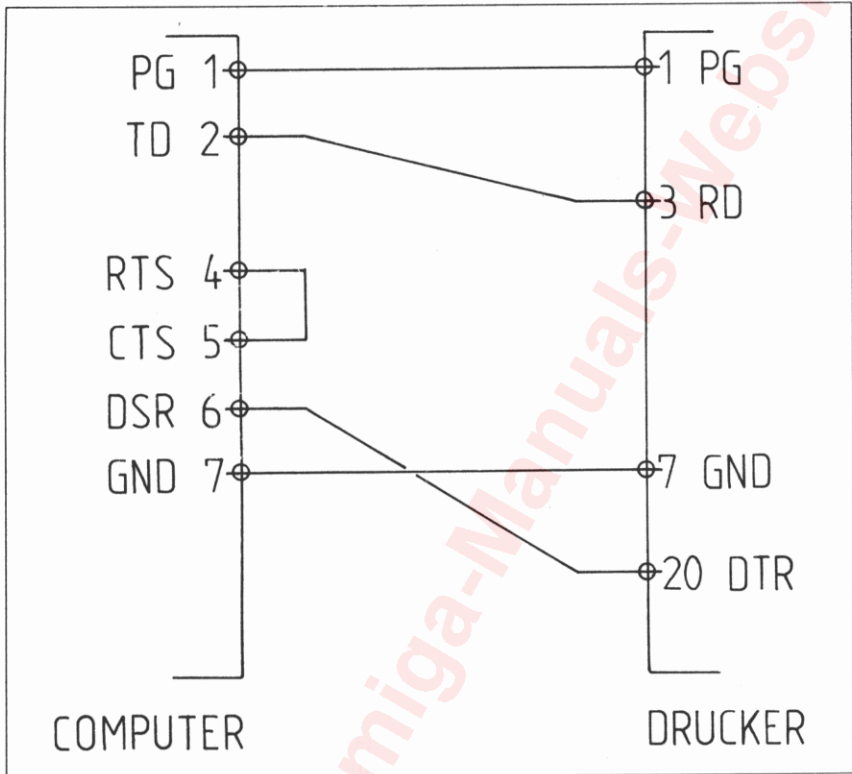 PG 1 1 PG
TD 2
3 RD
RTS 4
CTS 5
DSR 6
GND 7 7 GND
20 DTR
COMPUTER DRUCKER
miga-Manuals-Websi